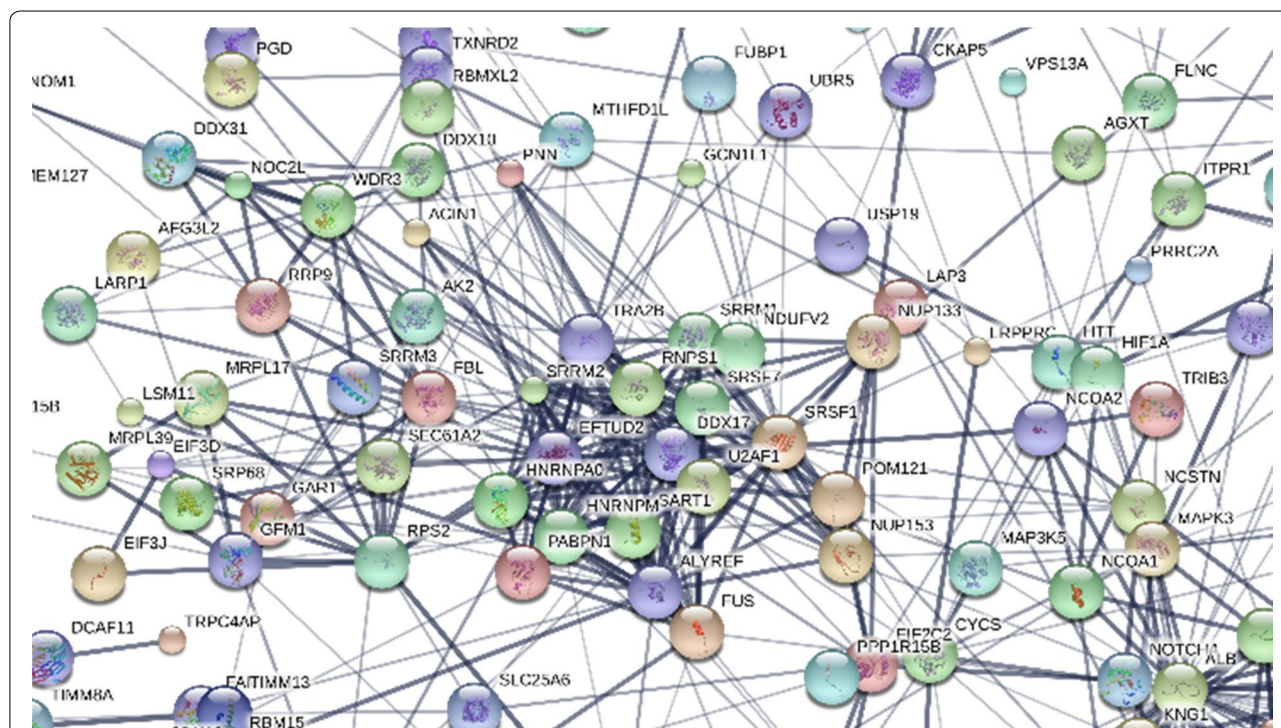 PGD
TXNRD2
FUBP1
CKAP5
VPS13A
FLNC
NOM1
RBMXL2
UBR5
MTHFD1L
AGXT
DDX31
DDX10
PNN
GCN1L1
NOC2L
WDR3
ITPR1
MEM127
ACIN1
USP19
AFG3L2
PRRC2A
LARP1
RRP9
AK2
LAP3
TRA2B
SRRM1
NDUFV2
NUP133
LRPPRC
HTT
HIF1A
MRPL17
SRRM3
FBL
SRRM2
RNPS1
SRSF7
TRIB3
LSM11
NCOA2
15B
SRSF1
MRPL39
EIF3D
SEC61A2
EFTUD2
DDX17
U2AF1
SRP68
HNRNPA0
POM121
NCSTN
GART
HNRNPM
SART1
MAPK3
GFM1
RPS2
PABPN1
NUP153
EIF3J
ALYREF
MAP3K5
NCOA1
FUS
DCAF11
TRPC4AP
CYCS
EIF2C2
PPP1R15B
NOTCH1
ALB
TIMM8A
FAITIMM13
SLC25A6
RBM15
KNG1